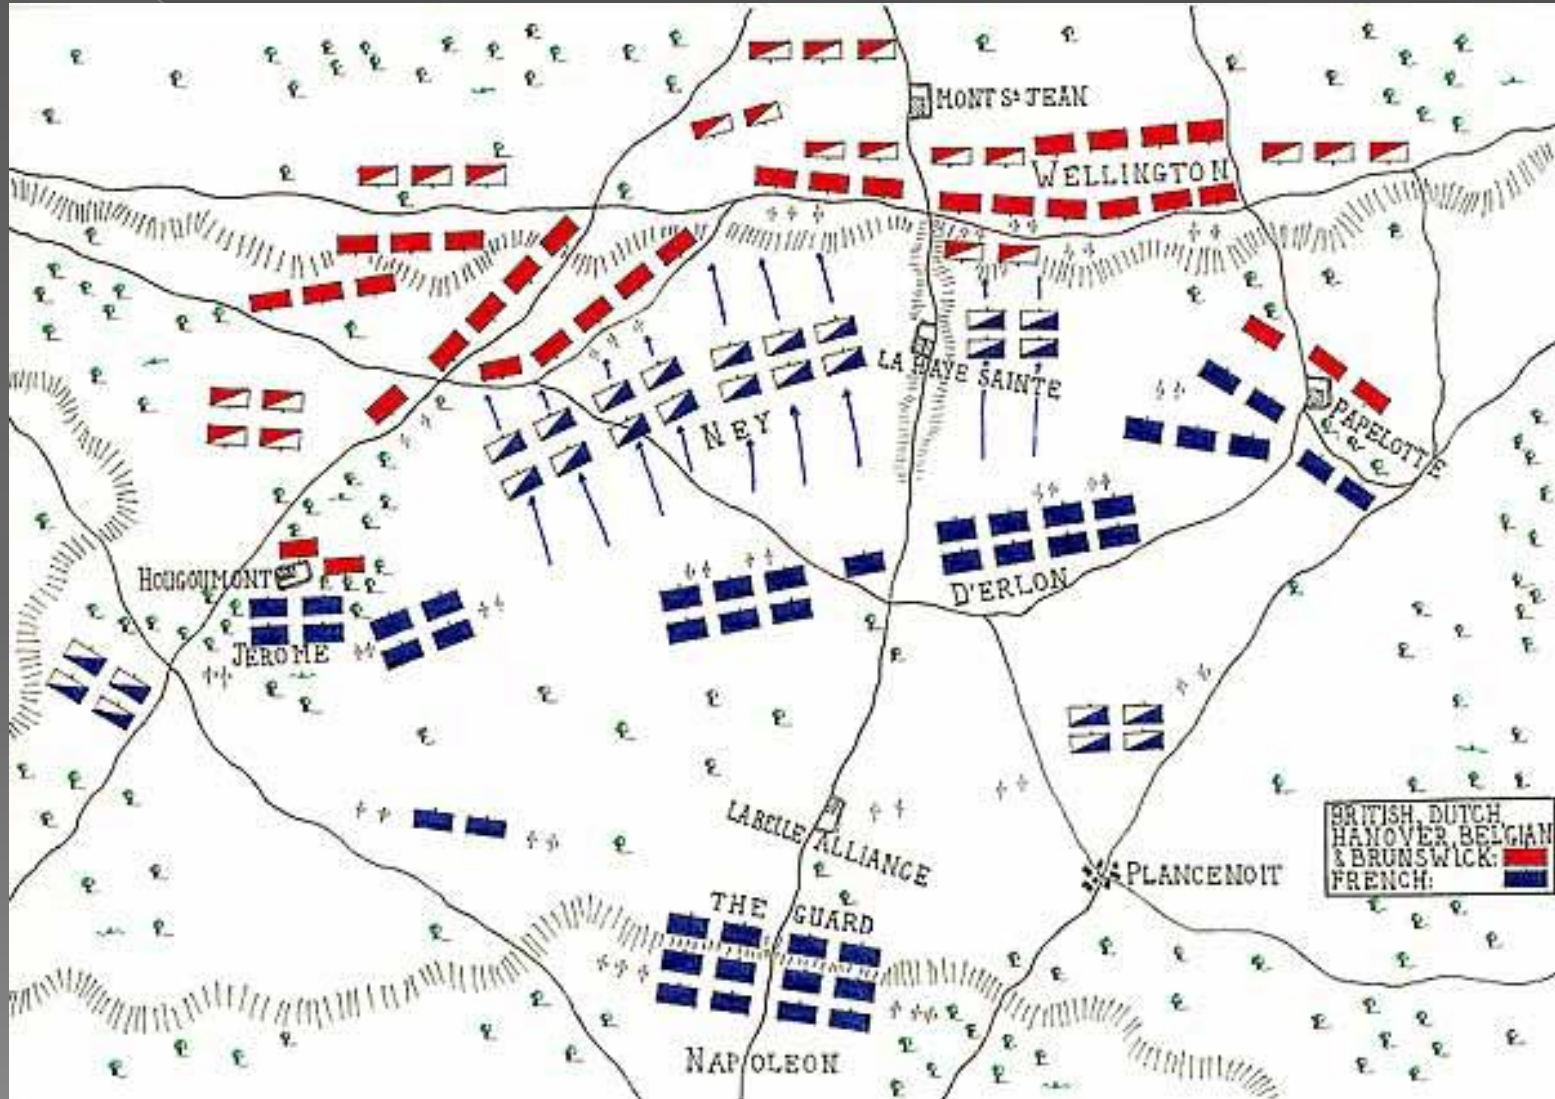 MONT St JEAN
WELLINGTON
LA HAYE SAINTE
NEY
PAPELOTTE
HOUGOUMONT
D'ERLON
JEROME
LA BELLE ALLIANCE
BRITISH, DUTCH,
HANOVER, BELGIAN
& BRUNSWICK:
FRENCH:
PLANCENOIT
THE GUARD
NAPOLEON